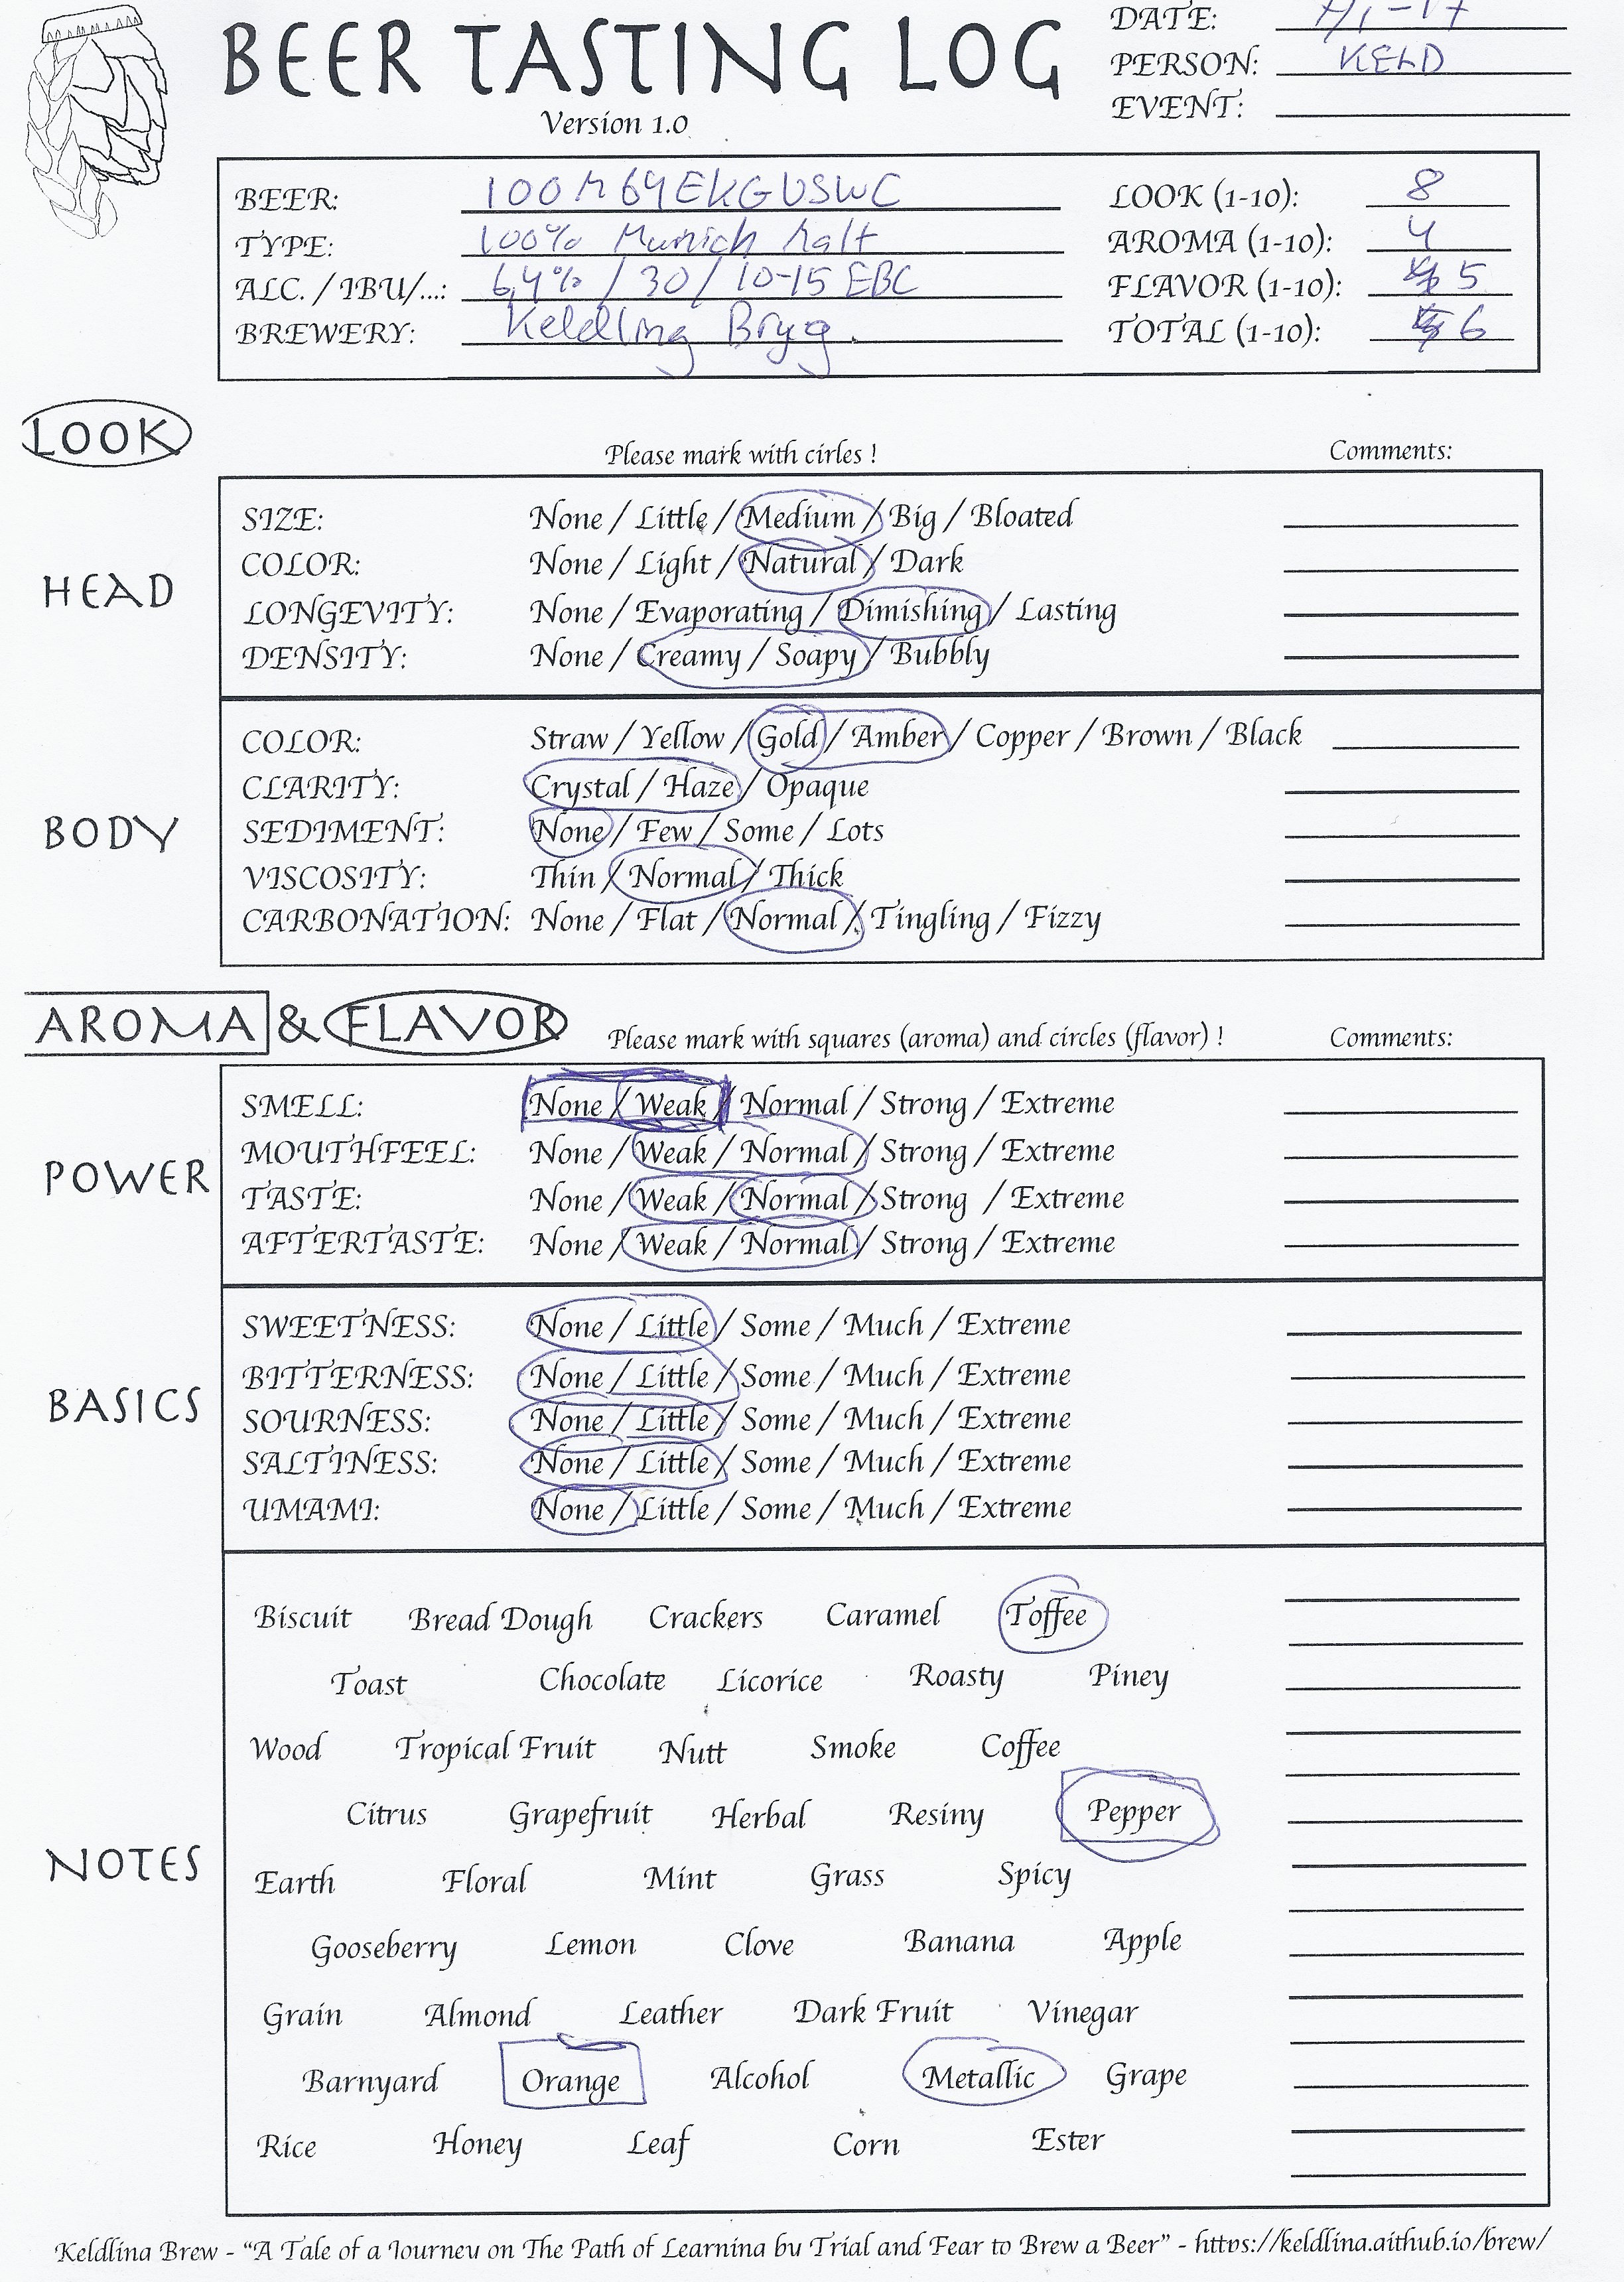 BEER TASTING LOG
Version 1.0
DATE:
PERSON: KELD
EVENT:
BEER: 100M64EKGUSWC
TYPE: 100% Munich Malt
ALC. / IBU/...: 6,4% / 30 / 10-15 EBC
BREWERY: Keldling Bryg.
LOOK (1-10): 8
AROMA (1-10): 4
FLAVOR (1-10): 5
TOTAL (1-10): 6
LOOK
Please mark with cirles !
Comments:
HEAD
SIZE: None / Little / Medium / Big / Bloated
COLOR: None / Light / Natural / Dark
LONGEVITY: None / Evaporating / Dimishing / Lasting
DENSITY: None / Creamy / Soapy / Bubbly
BODY
COLOR: Straw / Yellow / Gold / Amber / Copper / Brown / Black
CLARITY: Crystal / Haze / Opaque
SEDIMENT: None / Few / Some / Lots
VISCOSITY: Thin / Normal / Thick
CARBONATION: None / Flat / Normal / Tingling / Fizzy
AROMA & FLAVOR
Please mark with squares (aroma) and circles (flavor) !
Comments:
POWER
SMELL: None / Weak / Normal / Strong / Extreme
MOUTHFEEL: None / Weak / Normal / Strong / Extreme
TASTE: None / Weak / Normal / Strong / Extreme
AFTERTASTE: None / Weak / Normal / Strong / Extreme
BASICS
SWEETNESS: None / Little / Some / Much / Extreme
BITTERNESS: None / Little / Some / Much / Extreme
SOURNESS: None / Little / Some / Much / Extreme
SALTINESS: None / Little / Some / Much / Extreme
UMAMI: None / Little / Some / Much / Extreme
NOTES
Biscuit Bread Dough Crackers Caramel Toffee
Toast Chocolate Licorice Roasty Piney
Wood Tropical Fruit Nutt Smoke Coffee
Citrus Grapefruit Herbal Resiny Pepper
Earth Floral Mint Grass Spicy
Gooseberry Lemon Clove Banana Apple
Grain Almond Leather Dark Fruit Vinegar
Barnyard Orange Alcohol Metallic Grape
Rice Honey Leaf Corn Ester
Keldling Brew - "A Tale of a Journey on The Path of Learning by Trial and Fear to Brew a Beer" - https://keldling.github.io/brew/